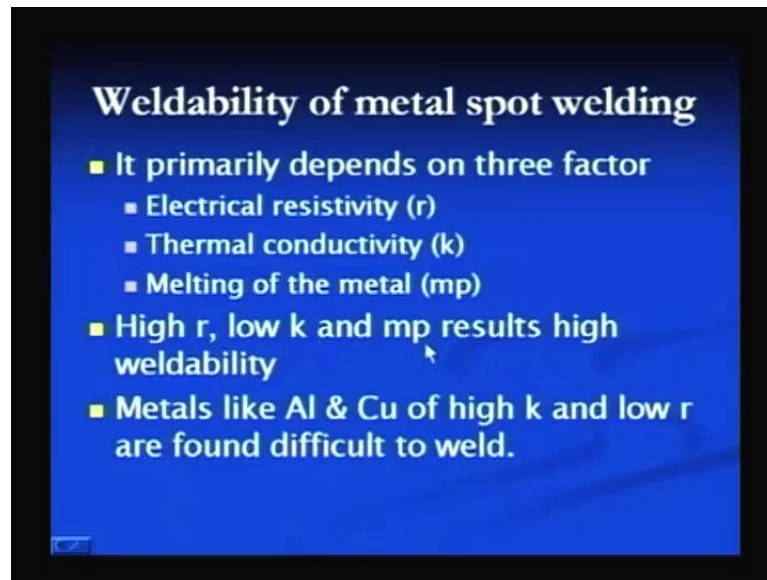 Weldability of metal spot welding
It primarily depends on three factor
Electrical resistivity (r)
Thermal conductivity (k)
Melting of the metal (mp)
High r, low k and mp results high
weldability
Metals like Al & Cu of high k and low r
are found difficult to weld.